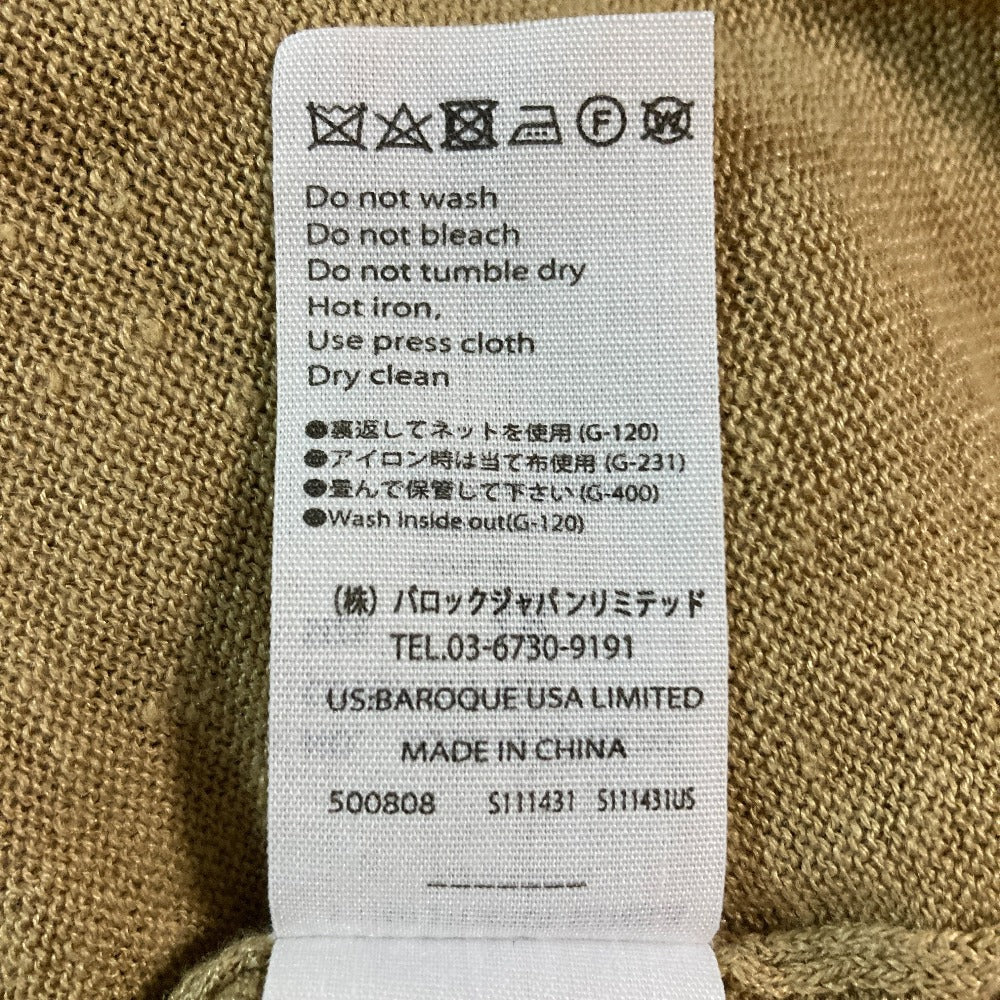 F W
Do not wash
Do not bleach
Do not tumble dry
Hot iron,
Use press cloth
Dry clean
●裏返してネットを使用 (G-120)
●アイロン時は当て布使用 (G-231)
●畳んで保管して下さい (G-400)
●Wash inside out(G-120)
(株) バロックジャパンリミテッド
TEL.03-6730-9191
US:BAROQUE USA LIMITED
MADE IN CHINA
500808 S111431 S111431US